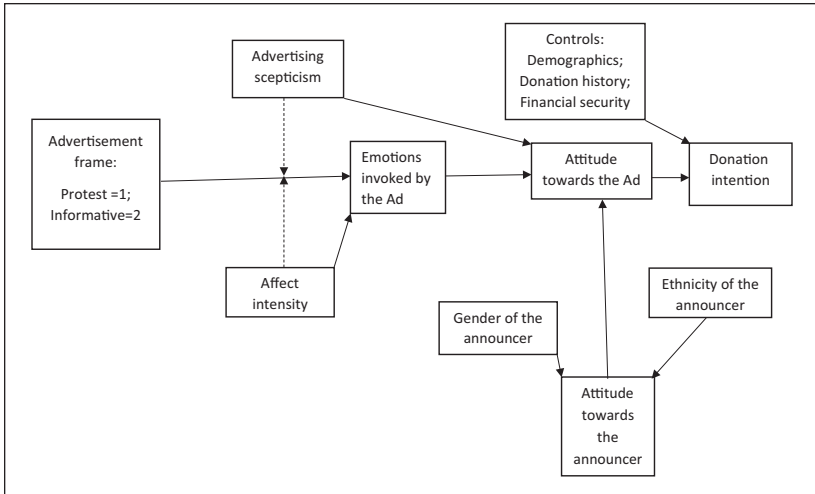 Advertising
scepticism
Controls:
Demographics;
Donation history;
Financial security
Advertisement
frame:
Protest =1;
Informative=2
Emotions
invoked by
the Ad
Attitude
towards the Ad
Donation
intention
Affect
intensity
Gender of the
announcer
Ethnicity of the
announcer
Attitude
towards
the
announcer